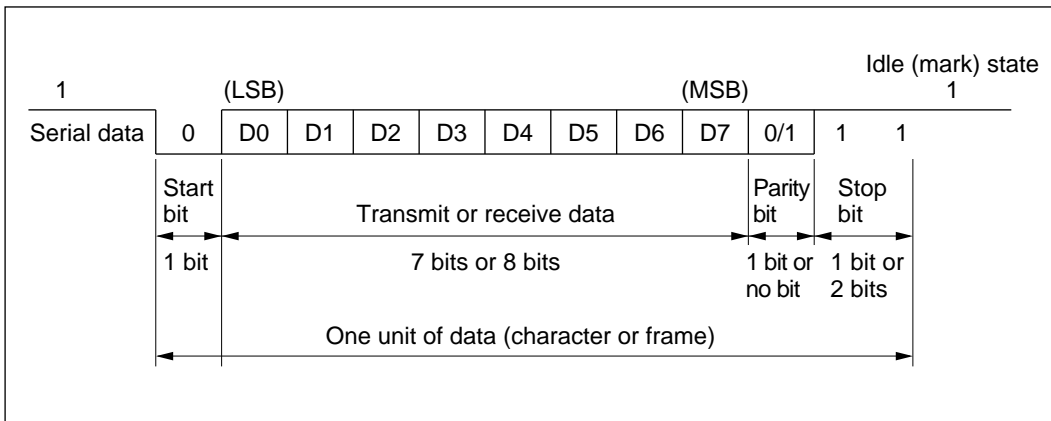 Idle (mark) state
1 (LSB) (MSB) 1
Serial data 0 D0 D1 D2 D3 D4 D5 D6 D7 0/1 1 1
Start bit
Transmit or receive data
Parity bit
Stop bit
1 bit
7 bits or 8 bits
1 bit or no bit
1 bit or 2 bits
One unit of data (character or frame)